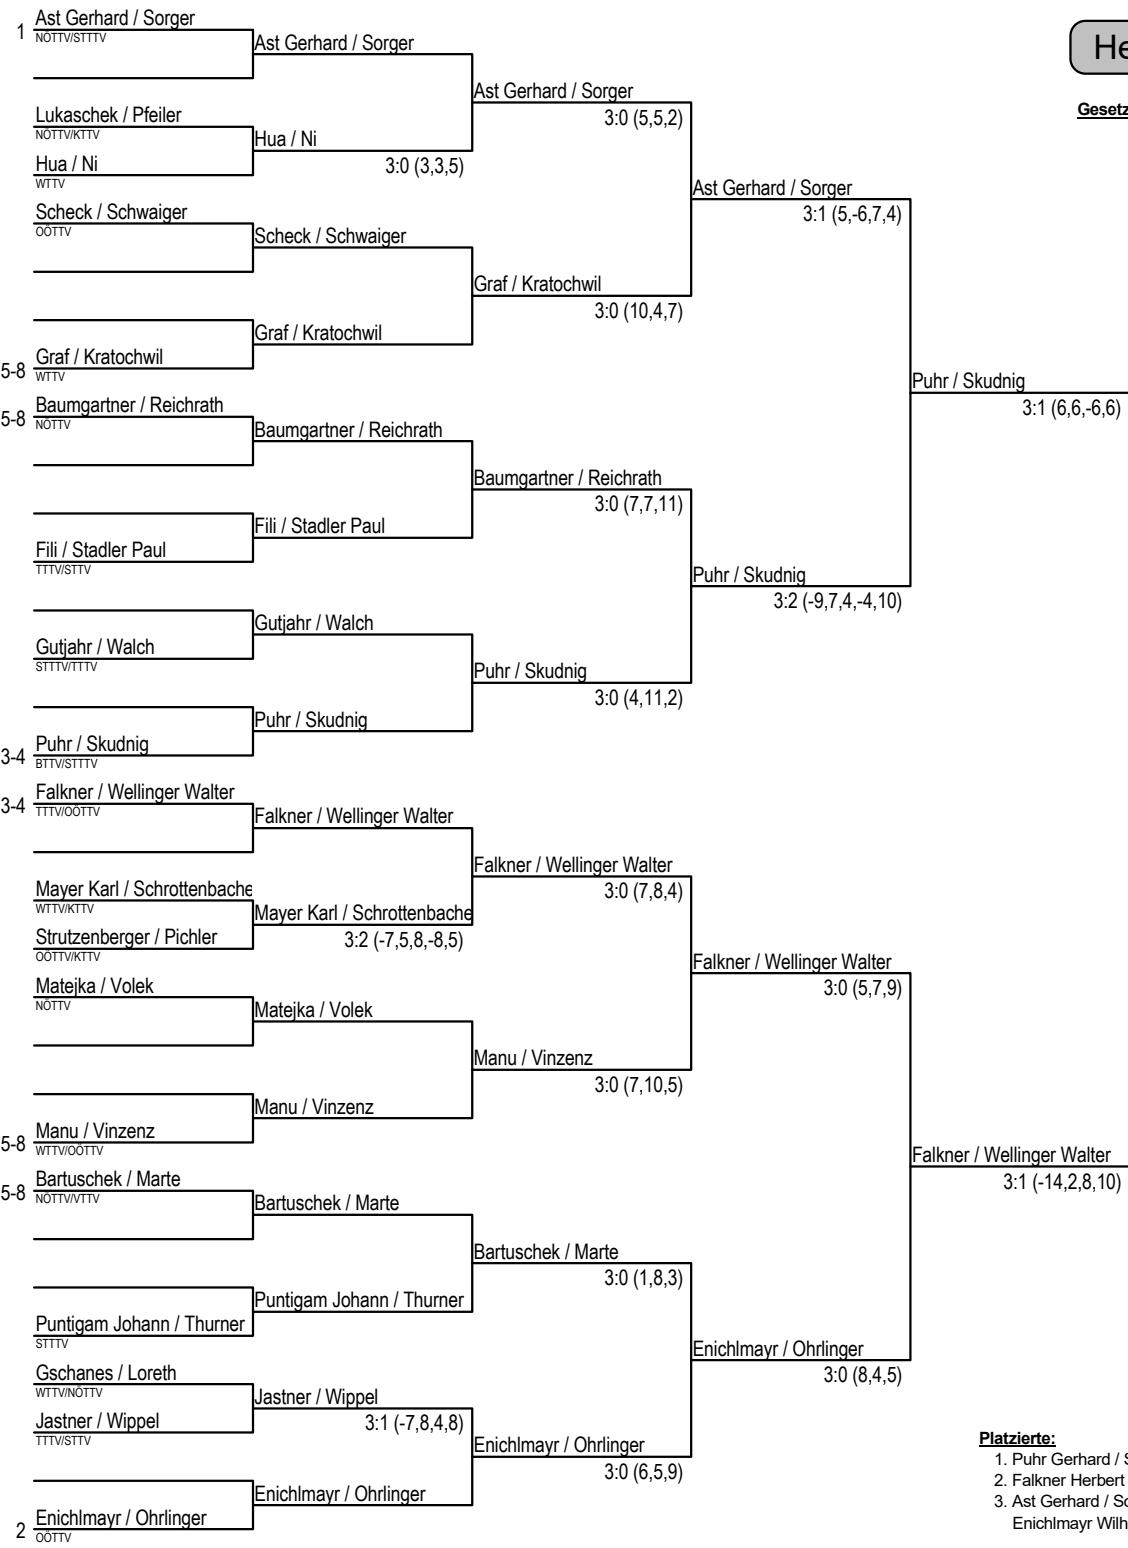 1 Ast Gerhard / Sorger
NÖTTV/STTTV
Lukaschek / Pfeiler
NÖTTV/KTTV
Hua / Ni
WTTV
Scheck / Schwaiger
OÖTTV
5-8 Graf / Kratochwil
WTTV
5-8 Baumgartner / Reichrath
NÖTTV
Fili / Stadler Paul
TTTV/STTV
Gutjahr / Walch
STTTV/TTTV
3-4 Puhr / Skudnig
BTTV/STTTV
3-4 Falkner / Wellinger Walter
TTTV/OÖTTV
Mayer Karl / Schrottenbache
WTTV/KTTV
Strutzenberger / Pichler
OÖTTV/KTTV
Matejka / Volek
NÖTTV
5-8 Manu / Vinzenz
WTTV/OÖTTV
5-8 Bartuschek / Marte
NÖTTV/VTTV
Puntigam Johann / Thurner
STTTV
Gschanes / Loreth
WTTV/NÖTTV
Jastner / Wippel
TTTV/STTV
2 Enichlmayr / Ohrlinger
OÖTTV
Ast Gerhard / Sorger
Hua / Ni
3:0 (3,3,5)
Scheck / Schwaiger
Graf / Kratochwil
Baumgartner / Reichrath
Fili / Stadler Paul
Gutjahr / Walch
Puhr / Skudnig
Falkner / Wellinger Walter
Mayer Karl / Schrottenbache
3:2 (-7,5,8,-8,5)
Matejka / Volek
Manu / Vinzenz
Bartuschek / Marte
Puntigam Johann / Thurner
Jastner / Wippel
3:1 (-7,8,4,8)
Enichlmayr / Ohrlinger
Ast Gerhard / Sorger
3:0 (5,5,2)
Graf / Kratochwil
3:0 (10,4,7)
Baumgartner / Reichrath
3:0 (7,7,11)
Puhr / Skudnig
3:0 (4,11,2)
Falkner / Wellinger Walter
3:0 (7,8,4)
Manu / Vinzenz
3:0 (7,10,5)
Bartuschek / Marte
3:0 (1,8,3)
Enichlmayr / Ohrlinger
3:0 (6,5,9)
Ast Gerhard / Sorger
3:1 (5,-6,7,4)
Puhr / Skudnig
3:2 (-9,7,4,-4,10)
Falkner / Wellinger Walter
3:0 (5,7,9)
Enichlmayr / Ohrlinger
3:0 (8,4,5)
Puhr / Skudnig
3:1 (6,6,-6,6)
Falkner / Wellinger Walter
3:1 (-14,2,8,10)
He
Gesetz
Platzierte:
1. Puhr Gerhard / S
2. Falkner Herbert
3. Ast Gerhard / So
Enichlmayr Wilh